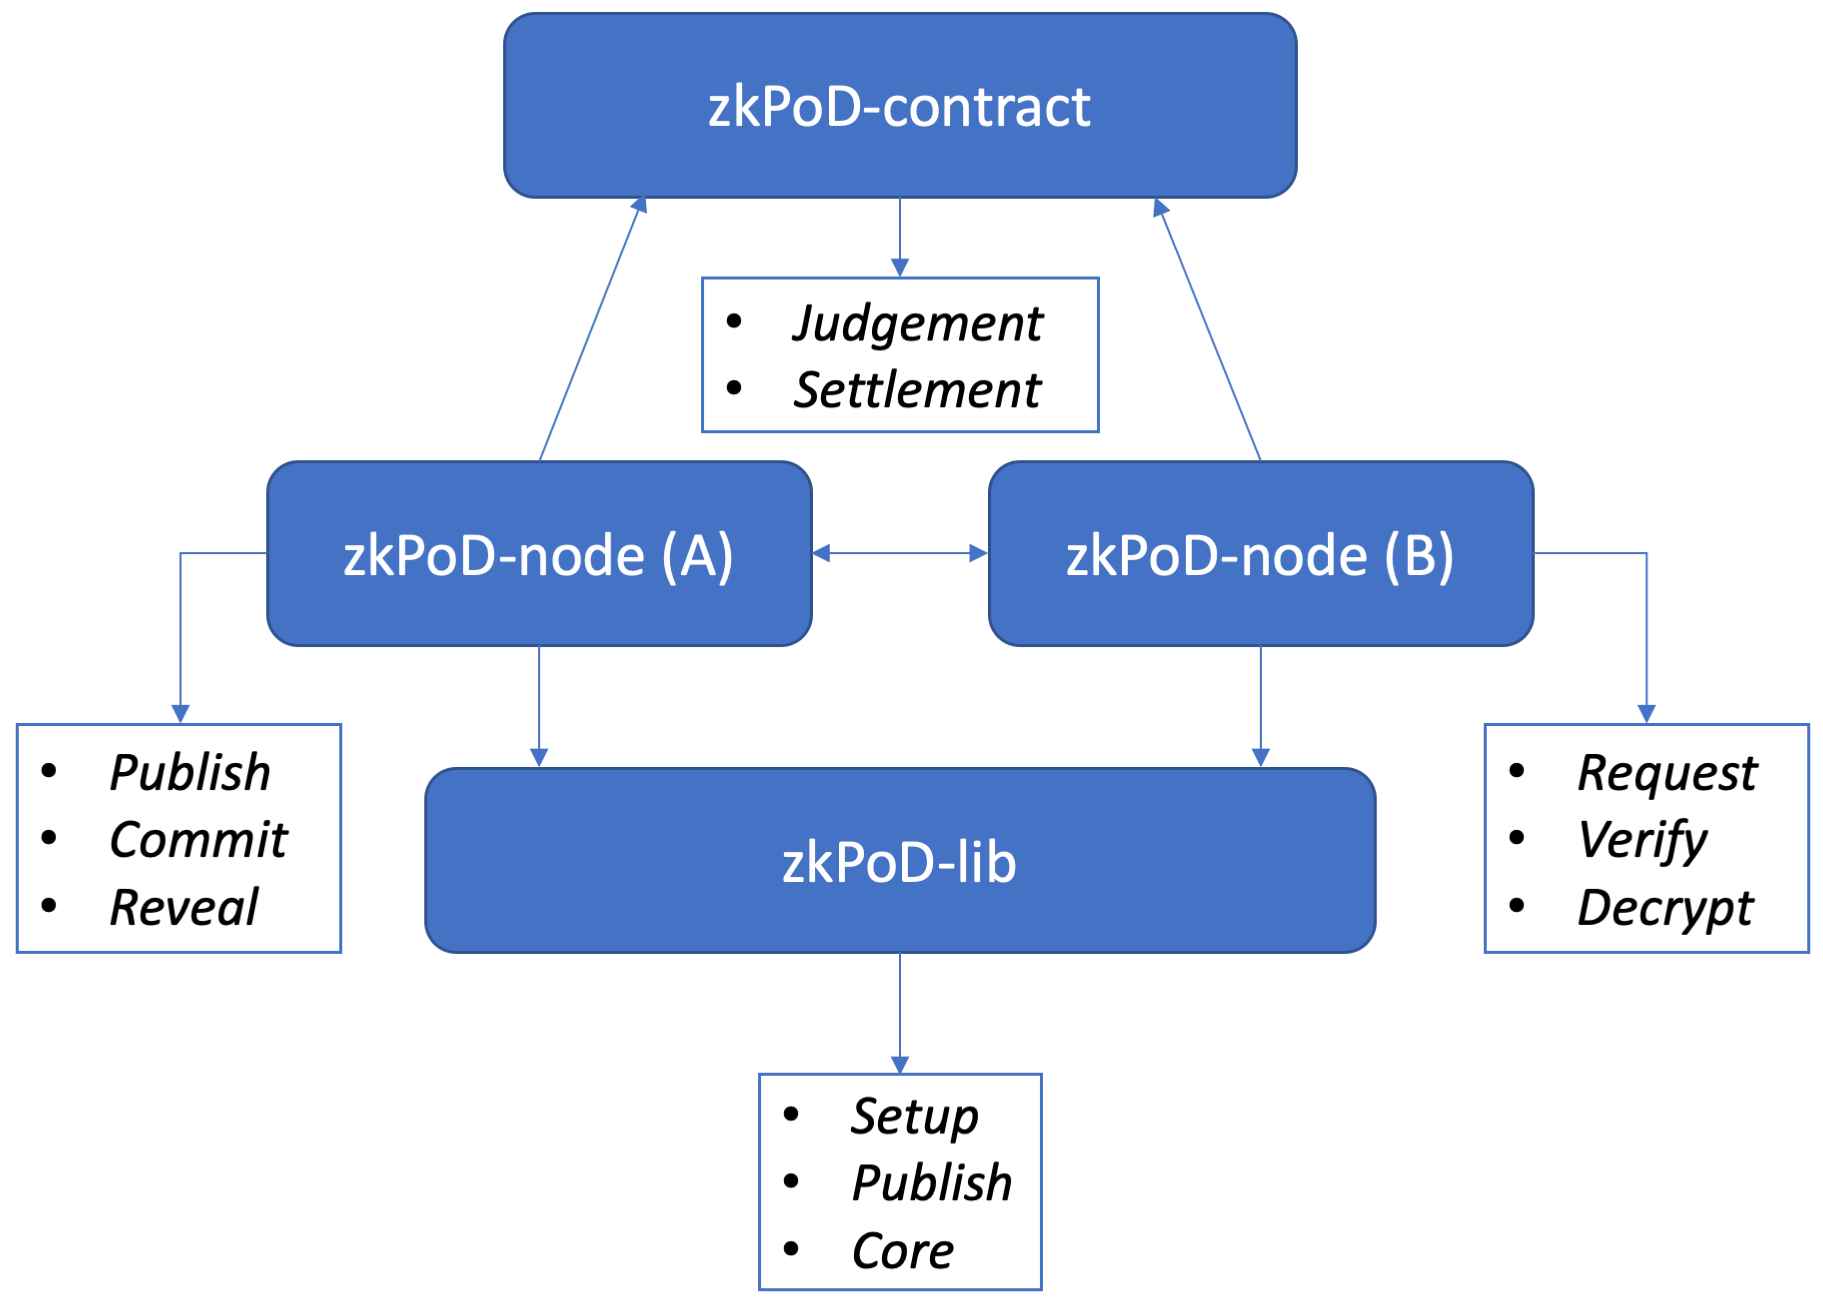 zkPoD-contract
• Judgement
• Settlement
zkPoD-node (A)
zkPoD-node (B)
• Publish
• Commit
• Reveal
zkPoD-lib
• Request
• Verify
• Decrypt
• Setup
• Publish
• Core